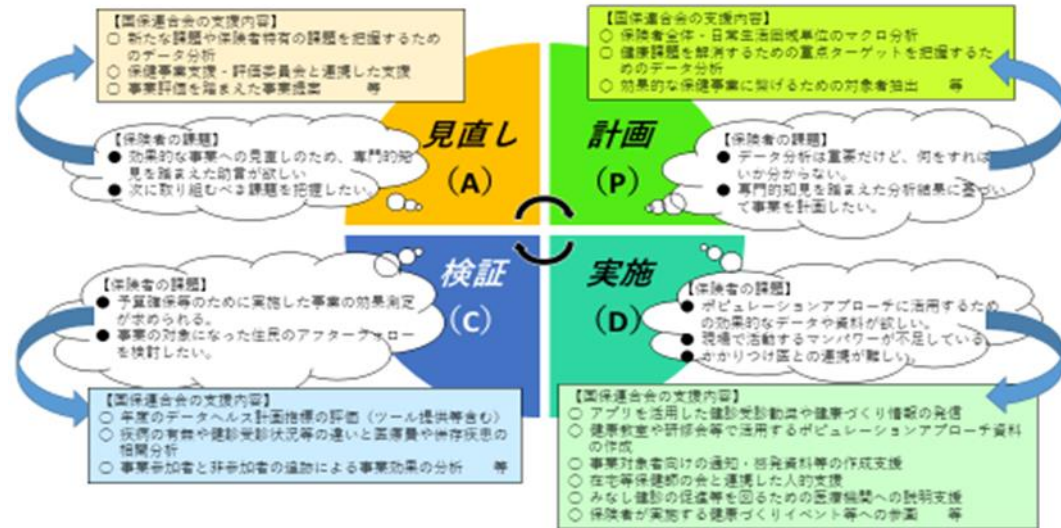 【国保連合会の支援内容】
○ 新たな課題や保険者特有の課題を把握するため
のデータ分析
○ 保健事業支援・評価委員会と連携した支援
○ 事業評価を踏まえた事業提案　等
【保険者の課題】
● 効果的な事業への見直しのため、専門的知
見を踏まえた助言が欲しい
● 次に取り組むべき課題を把握したい。
見直し
（A）
【国保連合会の支援内容】
○ 保険者全体・日常生活圏域単位のマクロ分析
○ 健康課題を解消するための重点ターゲットを把握するた
めのデータ分析
○ 効果的な保健事業に繋げるための対象者抽出　等
計画
（P）
【保険者の課題】
● データ分析は重要だけど、何をすれば
いか分からない。
● 専門的知見を踏まえた分析結果に基づい
て事業を計画したい。
【保険者の課題】
● 予算確保等のために実施した事業の効果測定
が求められる。
● 事業の対象になった住民のアフターフォロー
を検討したい。
検証
（C）
【国保連合会の支援内容】
○ 年度のデータヘルス計画指標の評価（ツール提供等含む）
○ 疾病の有無や健診受診状況等の違いと医療費や併存疾患の
相関分析
○ 事業参加者と非参加者の追跡による事業効果の分析　等
実施
（D）
【保険者の課題】
● ポピュレーションアプローチに活用するため
の効果的なデータや資料が欲しい。
● 現場で活動するマンパワーが不足している
● かかりつけ医との連携が難しい。
【国保連合会の支援内容】
○ アプリを活用した健診受診勧奨や健康づくり情報の発信
○ 健康教室や研修会等で活用するポピュレーションアプローチ資料
の作成
○ 事業対象者向けの通知・啓発資料等の作成支援
○ 在宅等保健師の会と連携した人的支援
○ みなし健診の促進等を図るための医療機関への説明支援
○ 保険者が実施する健康づくりイベント等への参画　等